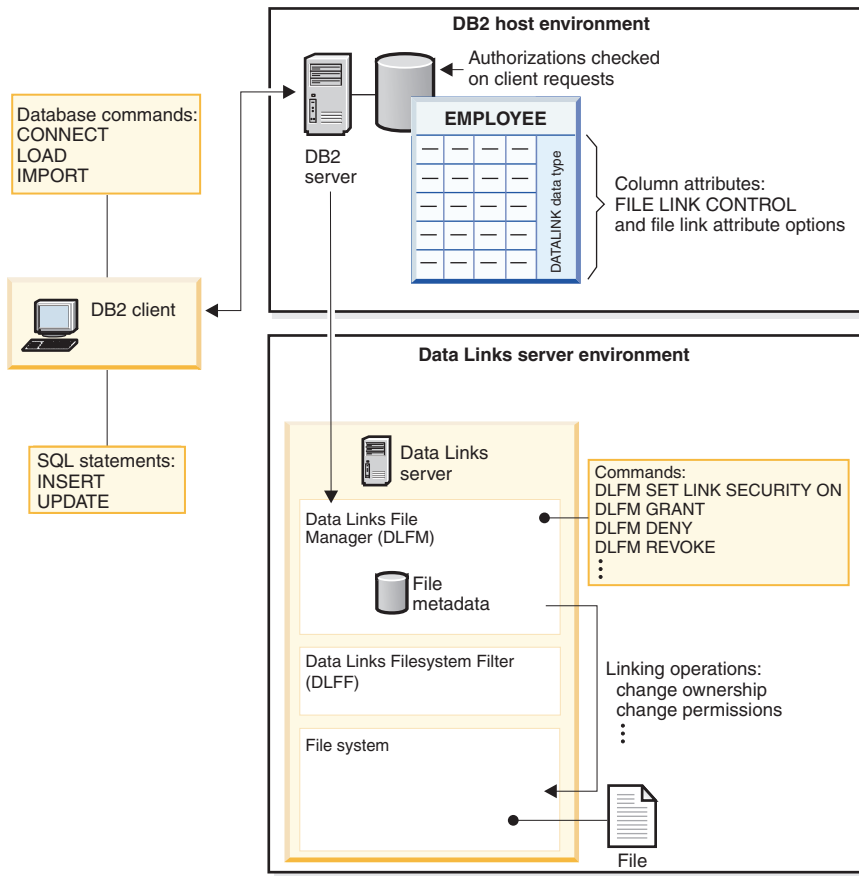 DB2 host environment
Authorizations checked
on client requests
Database commands:
CONNECT
LOAD
IMPORT
EMPLOYEE
DATALINK data type
DB2
server
Column attributes:
FILE LINK CONTROL
and file link attribute options
DB2 client
Data Links server environment
SQL statements:
INSERT
UPDATE
Data Links
server
Commands:
DLFM SET LINK SECURITY ON
DLFM GRANT
DLFM DENY
DLFM REVOKE
Data Links File
Manager (DLFM)
File
metadata
Data Links Filesystem Filter
(DLFF)
Linking operations:
change ownership
change permissions
File system
File